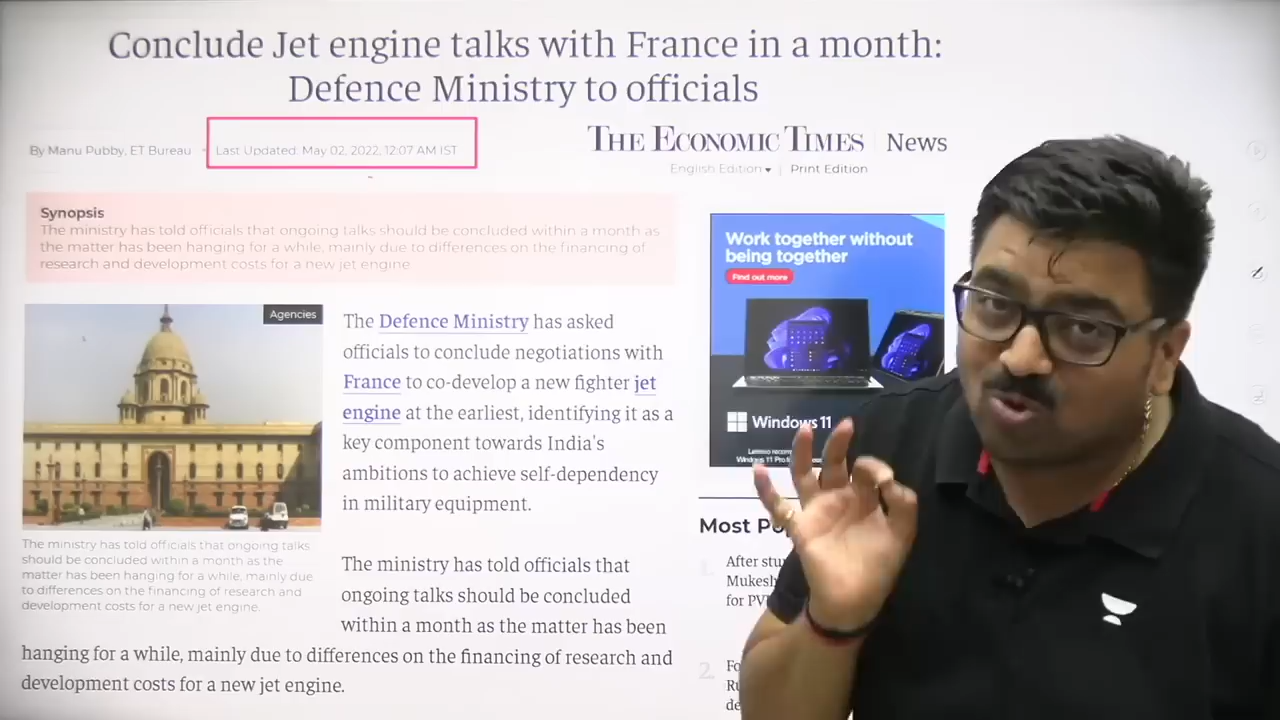 Conclude Jet engine talks with France in a month:
Defence Ministry to officials
By Manu Pubby, ET Bureau
Last Updated: May 02, 2022, 12:07 AM IST
THE ECONOMIC TIMES | News
English Edition ▾ | Print Edition
Synopsis
The ministry has told officials that ongoing talks should be concluded within a month as
the matter has been hanging for a while, mainly due to differences on the financing of
research and development costs for a new jet engine
Agencies
The ministry has told officials that ongoing talks
should be concluded within a month as the
matter has been hanging for a while, mainly due
to differences on the financing of research and
development costs for a new jet engine.
The Defence Ministry has asked
officials to conclude negotiations with
France to co-develop a new fighter jet
engine at the earliest, identifying it as a
key component towards India's
ambitions to achieve self-dependency
in military equipment.
The ministry has told officials that
ongoing talks should be concluded
within a month as the matter has been
hanging for a while, mainly due to differences on the financing of research and
development costs for a new jet engine.
Work together without
being together
Find out more
Windows 11
Lenovo
Windows 11 Pro
Most
1.
After
for
2.